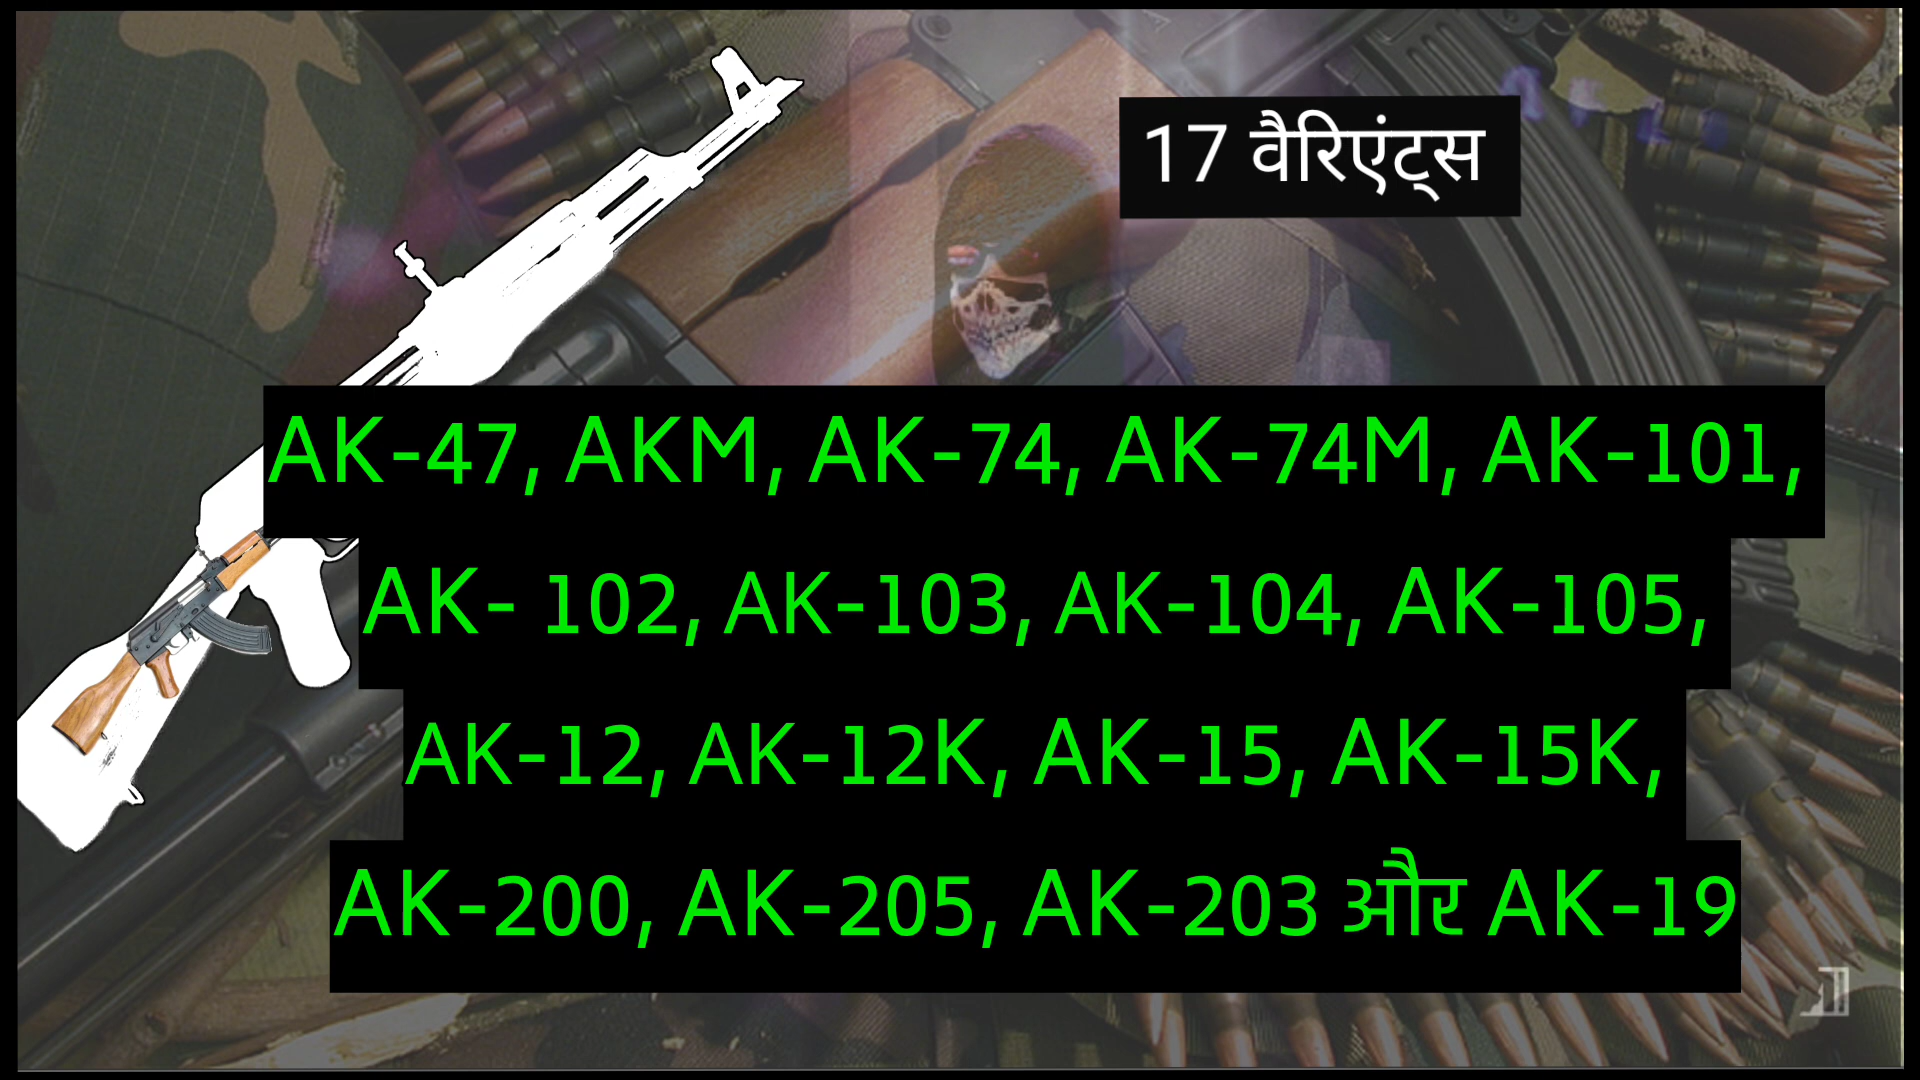 17 वैरिएंट्स
AK-47, AKM, AK-74, AK-74M, AK-101,
AK- 102, AK-103, AK-104, AK-105,
AK-12, AK-12K, AK-15, AK-15K,
AK-200, AK-205, AK-203 और AK-19